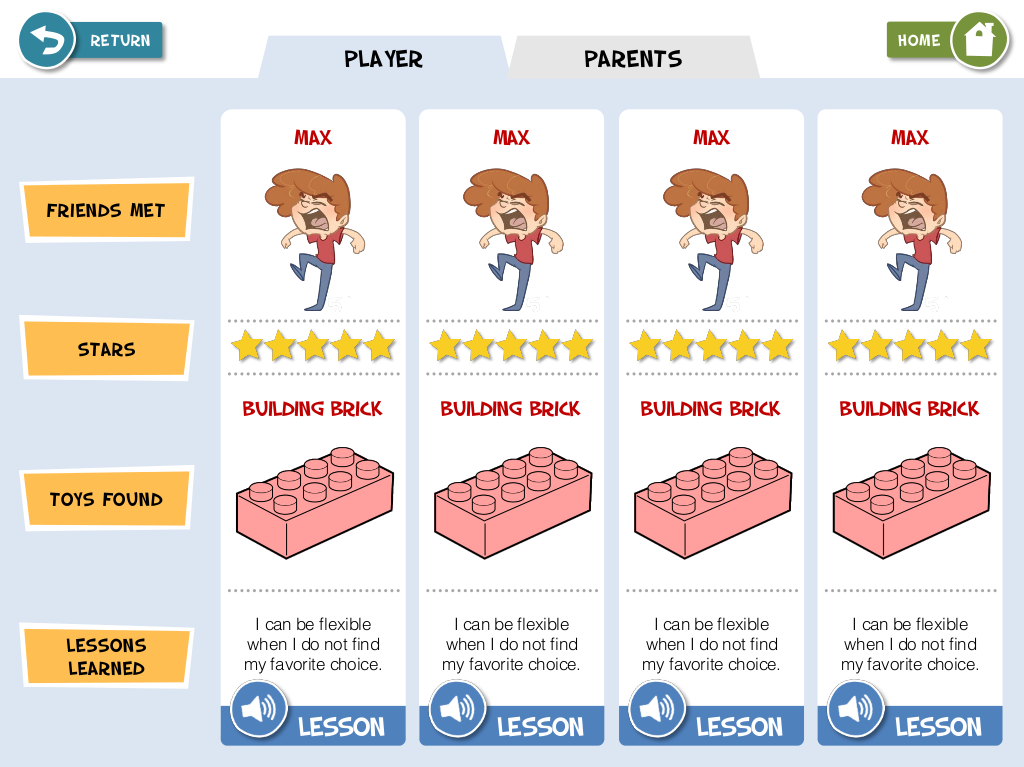 RETURN
PLAYER
PARENTS
HOME
FRIENDS MET
MAX
MAX
MAX
MAX
STARS
TOYS FOUND
BUILDING BRICK
BUILDING BRICK
BUILDING BRICK
BUILDING BRICK
LESSONS
LEARNED
I can be flexible
when I do not find
my favorite choice.
LESSON
I can be flexible
when I do not find
my favorite choice.
LESSON
I can be flexible
when I do not find
my favorite choice.
LESSON
I can be flexible
when I do not find
my favorite choice.
LESSON